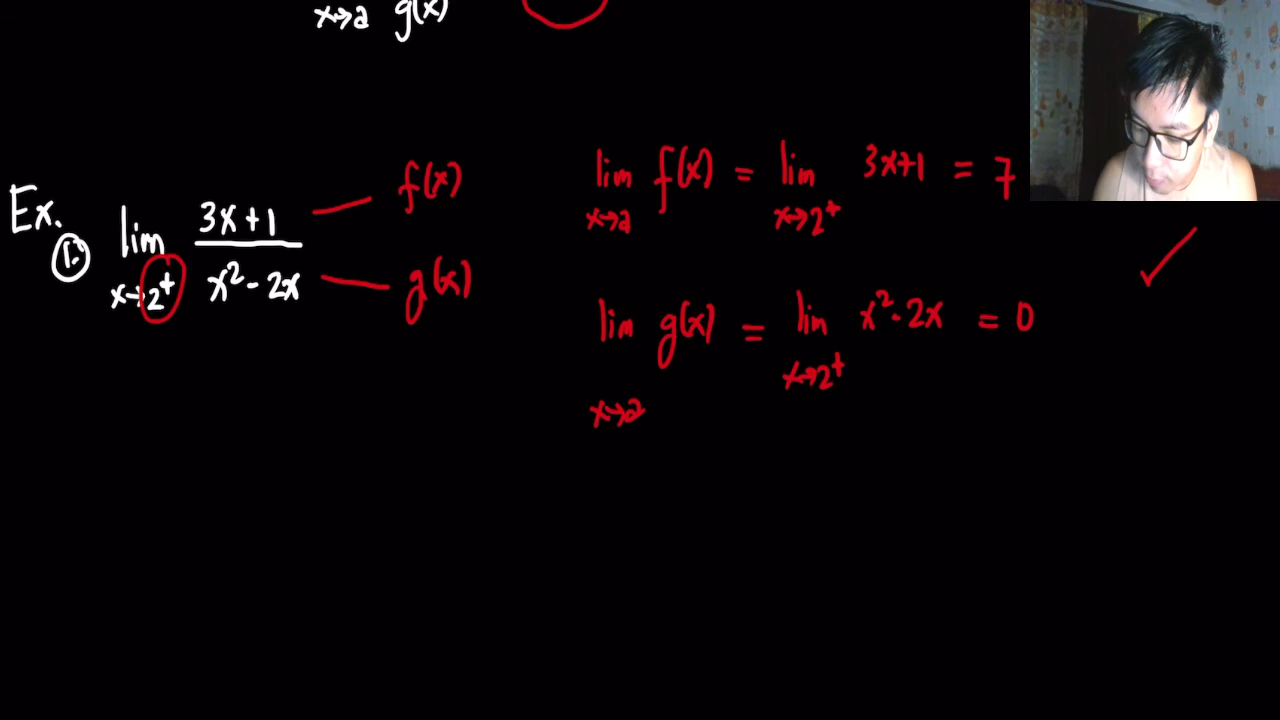 x→a g(x)
Ex.
1. lim 3x+1 — f(x)
x→2⁺ x²-2x — g(x)
lim f(x) = lim 3x+1 = 7
x→a x→2⁺
lim g(x) = lim x²-2x = 0
x→a x→2⁺